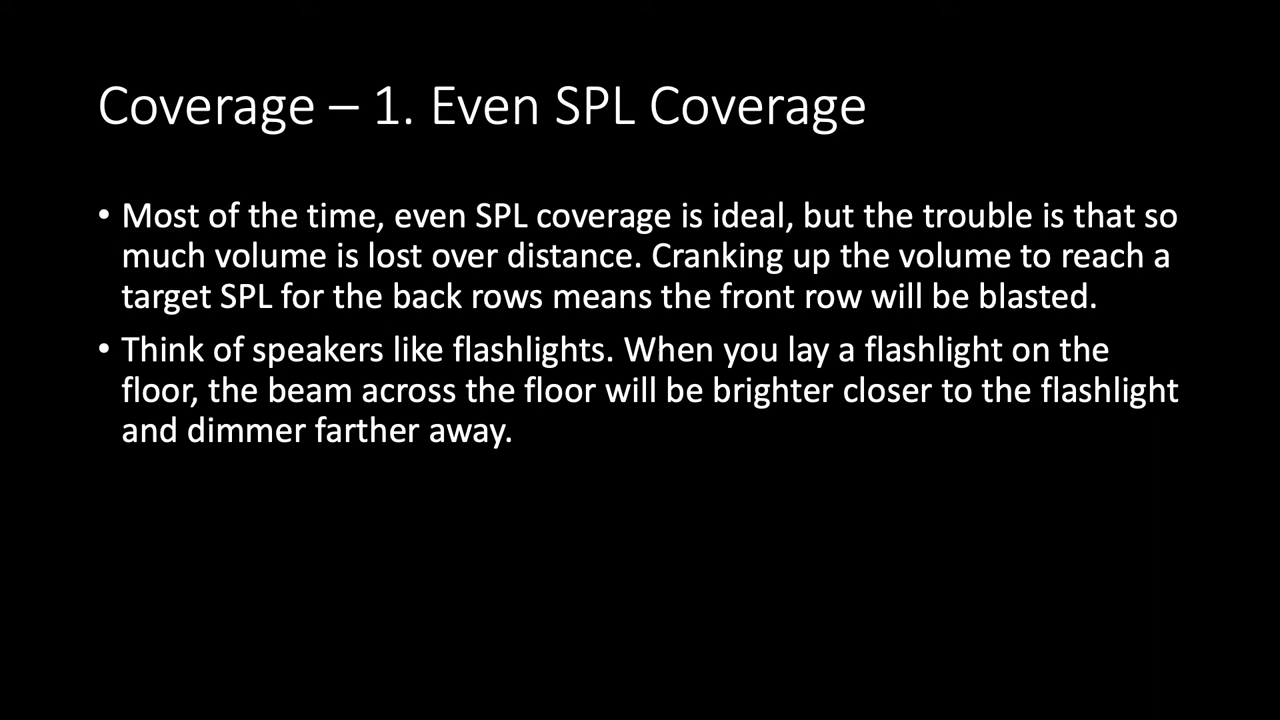 Coverage – 1. Even SPL Coverage
• Most of the time, even SPL coverage is ideal, but the trouble is that so
much volume is lost over distance. Cranking up the volume to reach a
target SPL for the back rows means the front row will be blasted.
• Think of speakers like flashlights. When you lay a flashlight on the
floor, the beam across the floor will be brighter closer to the flashlight
and dimmer farther away.